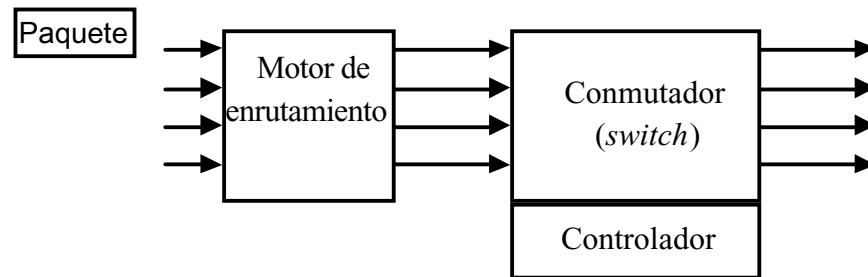 Paquete
Motor de
enrutamiento
Conmutador
(switch)
Controlador